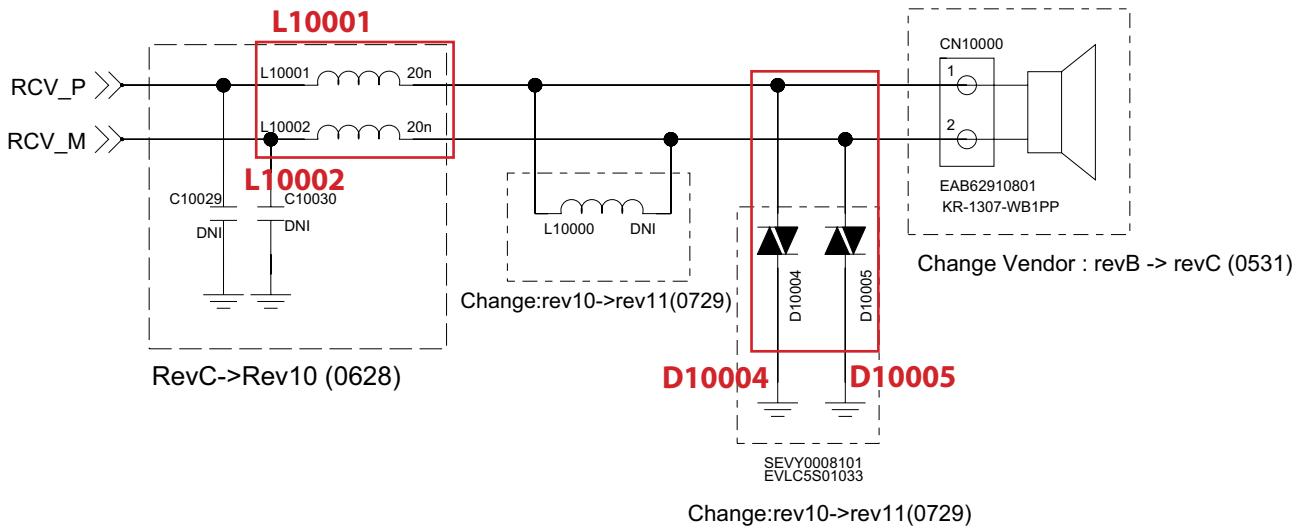 L10001
CN10000
RCV_P
L10001
20n
1
RCV_M
L10002
20n
2
L10002
C10029
C10030
DNI
DNI
L10000
DNI
EAB62910801
KR-1307-WB1PP
D10004
D10005
Change Vendor : revB -> revC (0531)
Change:rev10->rev11(0729)
RevC->Rev10 (0628)
D10004
D10005
SEVY0008101
EVLC5S01033
Change:rev10->rev11(0729)